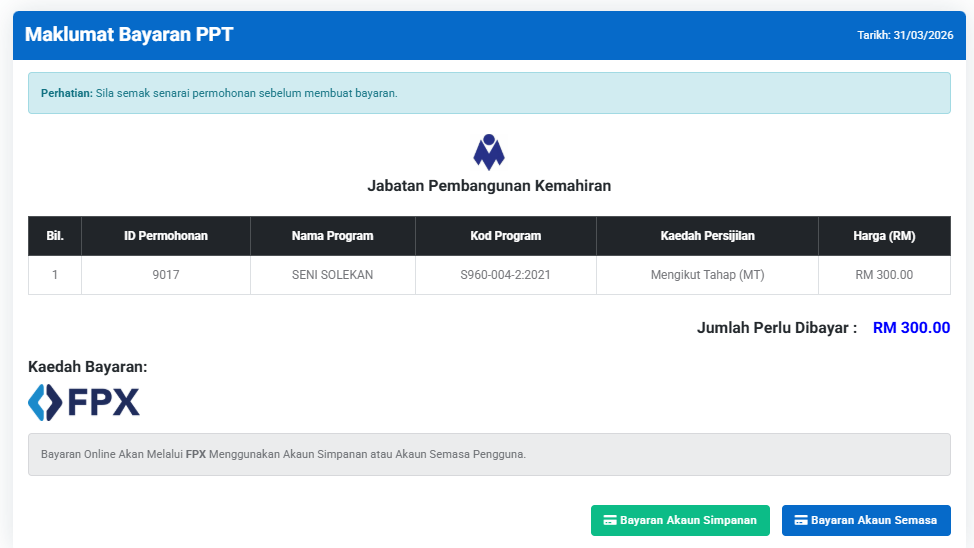 Maklumat Bayaran PPT
Tarikh: 31/03/2026
Perhatian: Sila semak senarai permohonan sebelum membuat bayaran.
Jabatan Pembangunan Kemahiran
Bil. ID Permohonan Nama Program Kod Program Kaedah Persijilan Harga (RM)
1 9017 SENI SOLEKAN S960-004-2:2021 Mengikut Tahap (MT) RM 300.00
Jumlah Perlu Dibayar : RM 300.00
Kaedah Bayaran:
FPX
Bayaran Online Akan Melalui FPX Menggunakan Akaun Simpanan atau Akaun Semasa Pengguna.
Bayaran Akaun Simpanan
Bayaran Akaun Semasa